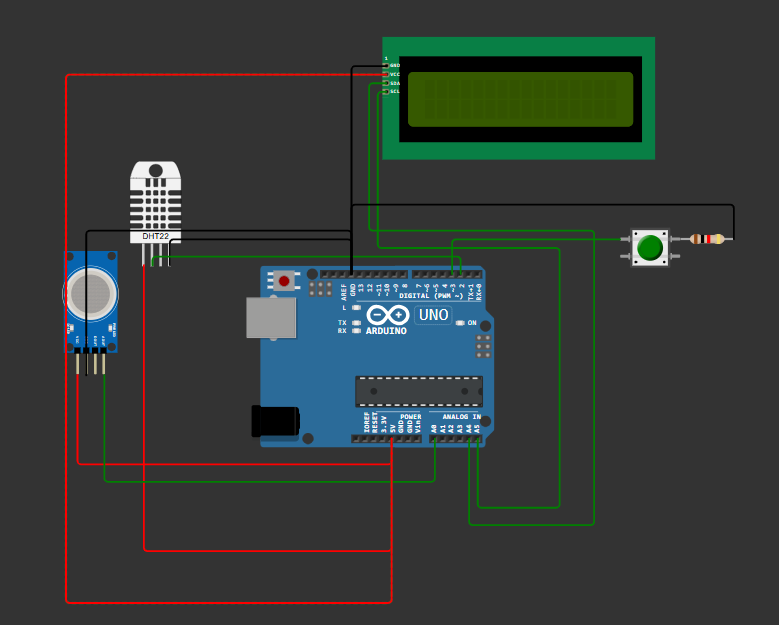 1
GND
VCC
SDA
SCL
DHT22
AREF
GND
13
12
~11
~10
~9
8
7
~6
~5
4
~3
2
TX→1
RX←0
DIGITAL (PWM ~)
L
TX
RX
UNO
ON
ARDUINO
POWER
ANALOG IN
IOREF
RESET
3.3V
5V
GND
GND
Vin
A0
A1
A2
A3
A4
A5